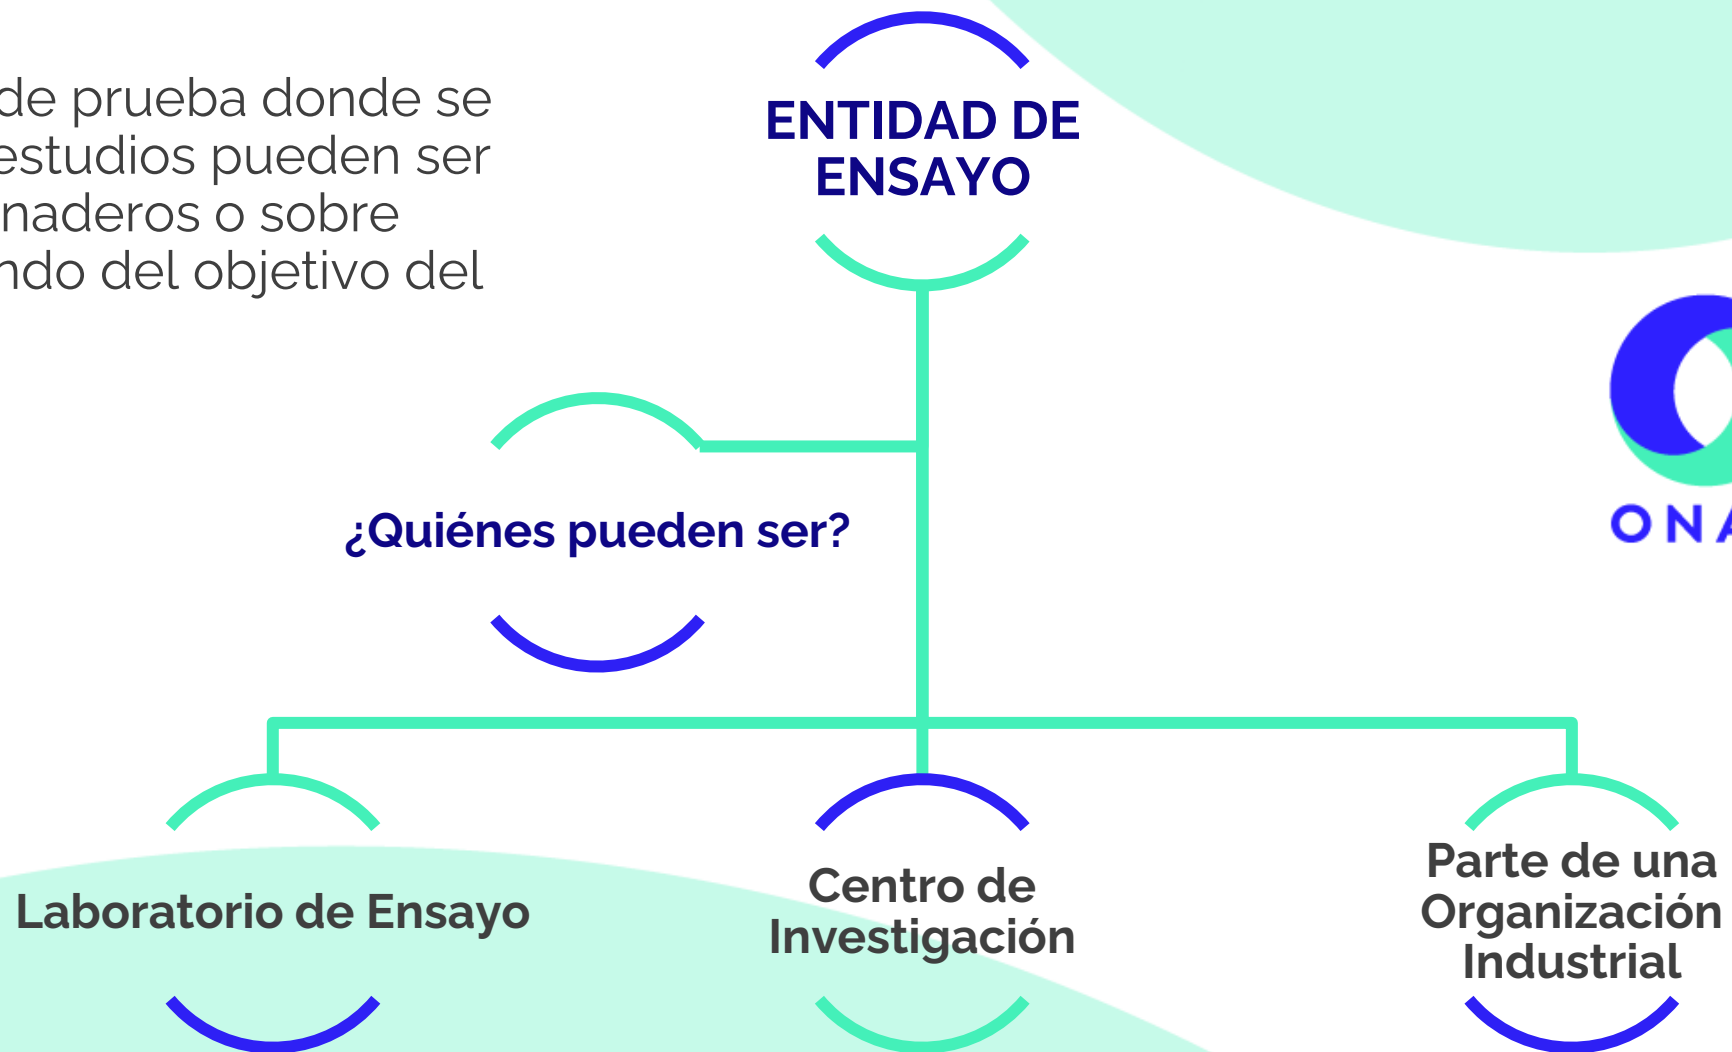 de prueba donde se
estudios pueden ser
naderos o sobre
ndo del objetivo del
ENTIDAD DE
ENSAYO
¿Quiénes pueden ser?
ONA
Laboratorio de Ensayo
Centro de
Investigación
Parte de una
Organización
Industrial